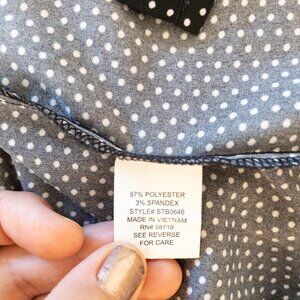 97% POLYESTER
3% SPANDEX
STYLE# STB0646
MADE IN VIETNAM
RN# 58719
SEE REVERSE
FOR CARE